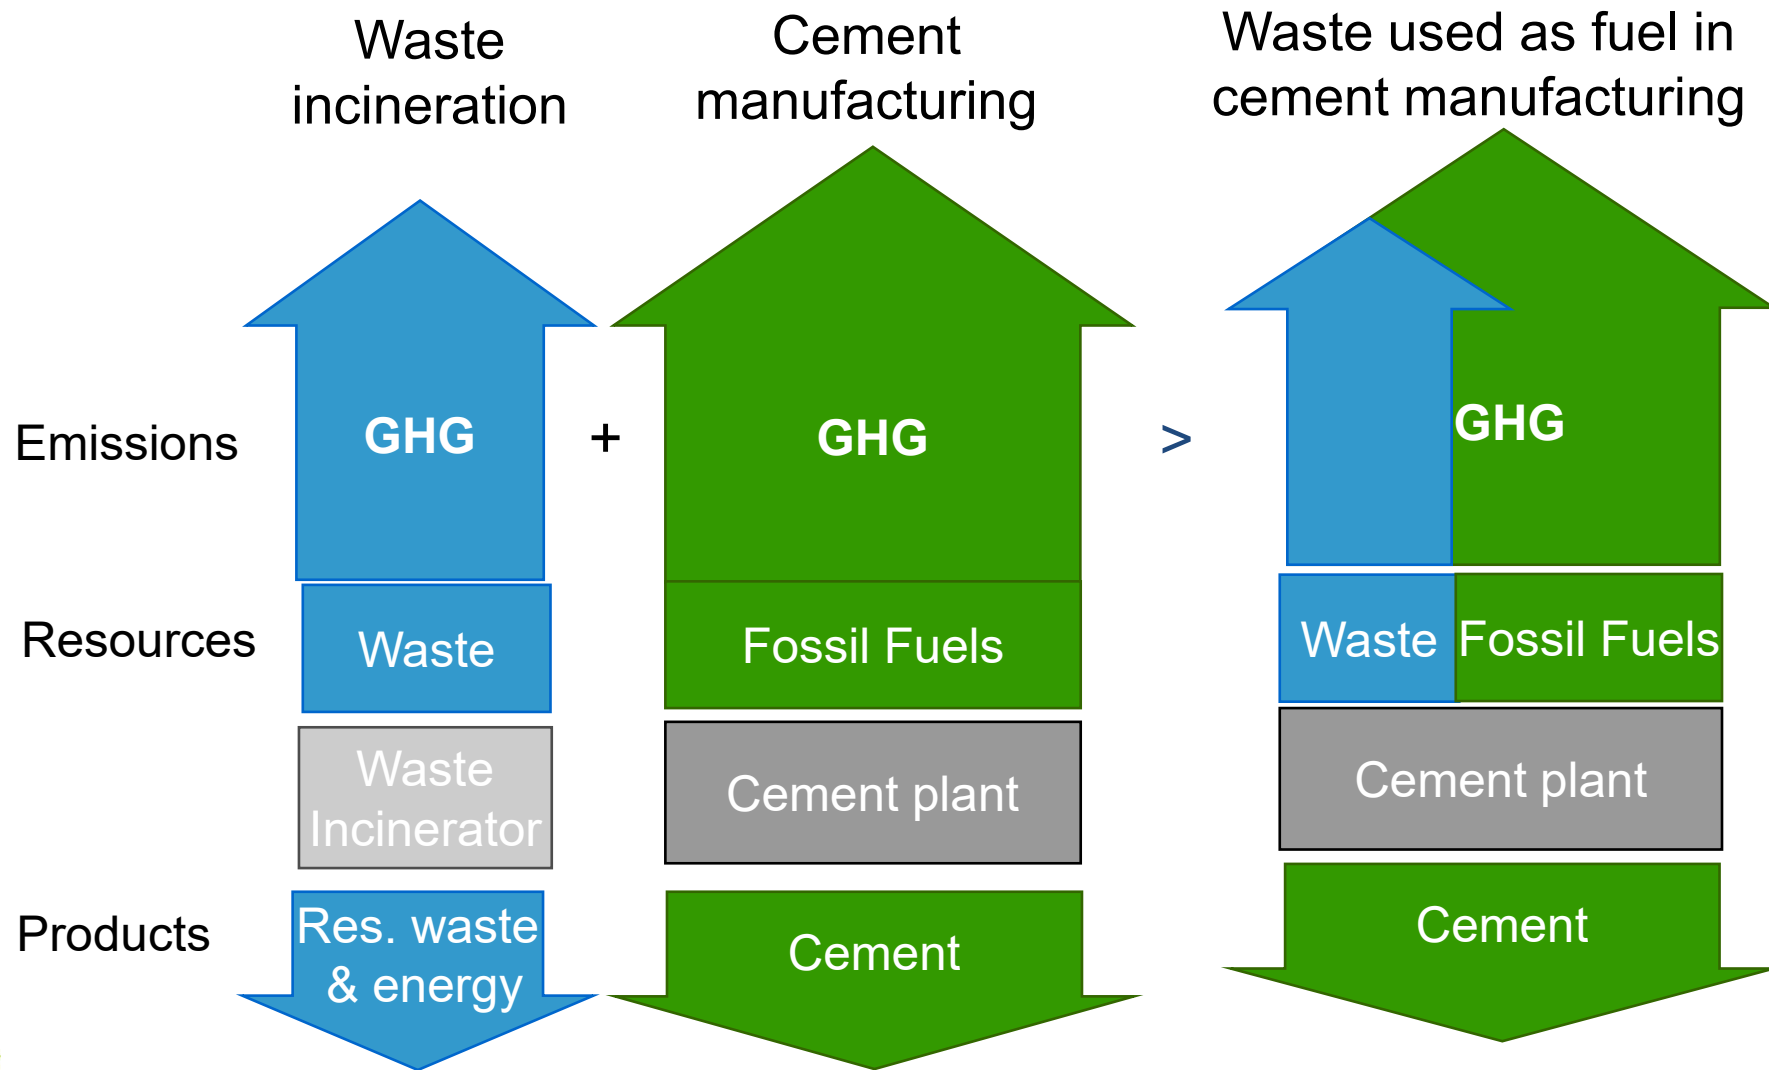 Waste
incineration
Cement
manufacturing
Waste used as fuel in
cement manufacturing
Emissions
GHG
+
GHG
>
GHG
Resources
Waste
Fossil Fuels
Waste
Fossil Fuels
Waste
Incinerator
Cement plant
Cement plant
Products
Res. waste
& energy
Cement
Cement